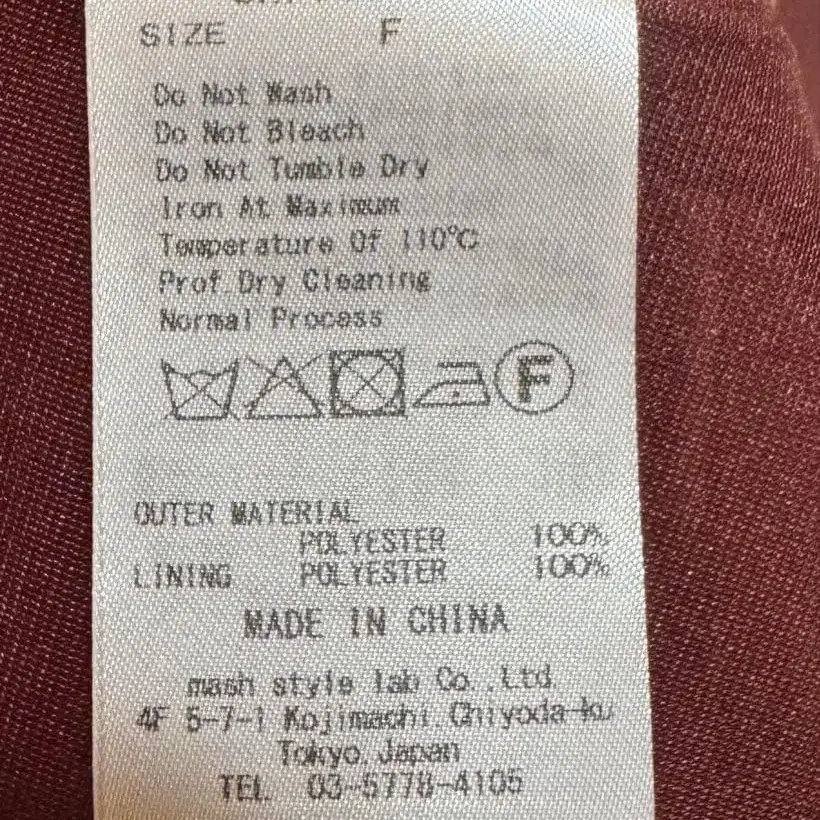 SIZE F
Do Not Wash
Do Not Bleach
Do Not Tumble Dry
Iron At Maximum
Temperature Of 110℃
Prof.Dry Cleaning
Normal Process
F
OUTER MATERIAL
POLYESTER 100%
LINING POLYESTER 100%
MADE IN CHINA
mash style lab Co.,Ltd.
4F 5-7-1 Kojimachi.Chiyoda-ku
Tokyo.Japan
TEL 03-5778-4105